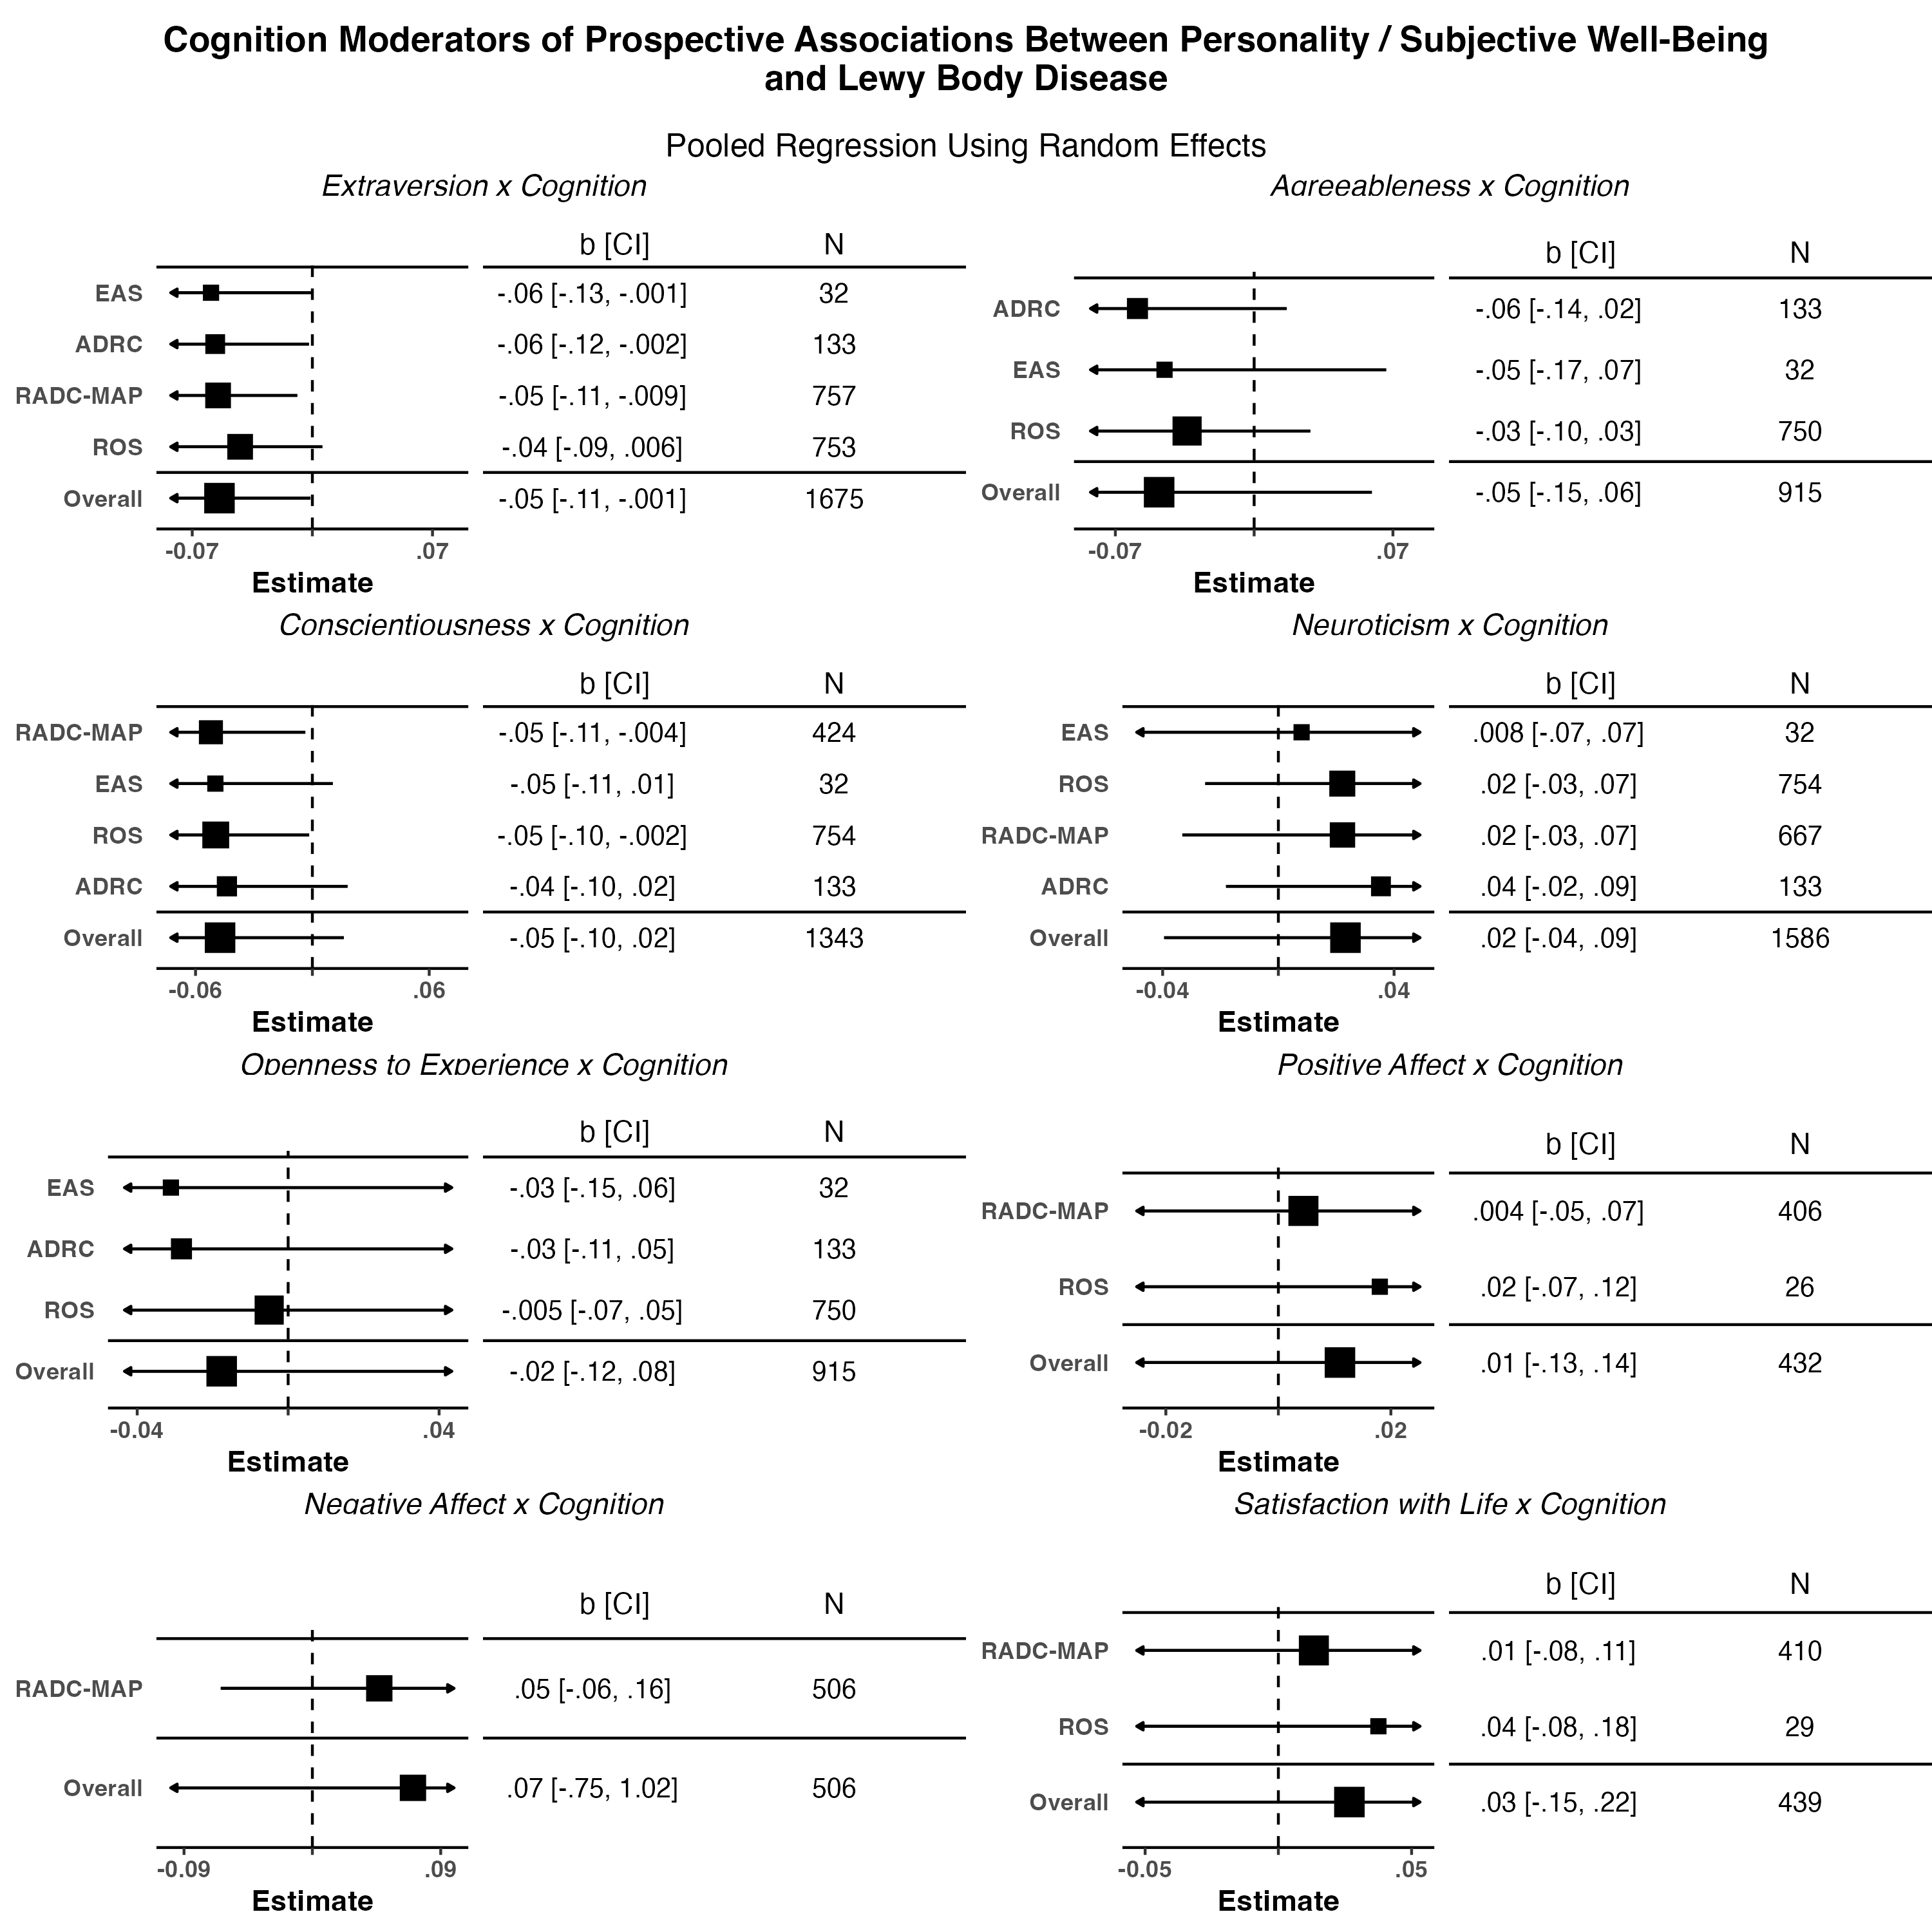 Cognition Moderators of Prospective Associations Between Personality / Subjective Well-Being
and Lewy Body Disease
Pooled Regression Using Random Effects
Extraversion x Cognition
b [CI] N
EAS -.06 [-.13, -.001] 32
ADRC -.06 [-.12, -.002] 133
RADC-MAP -.05 [-.11, -.009] 757
ROS -.04 [-.09, .006] 753
Overall -.05 [-.11, -.001] 1675
-0.07 .07
Estimate
Agreeableness x Cognition
b [CI] N
ADRC -.06 [-.14, .02] 133
EAS -.05 [-.17, .07] 32
ROS -.03 [-.10, .03] 750
Overall -.05 [-.15, .06] 915
-0.07 .07
Estimate
Conscientiousness x Cognition
b [CI] N
RADC-MAP -.05 [-.11, -.004] 424
EAS -.05 [-.11, .01] 32
ROS -.05 [-.10, -.002] 754
ADRC -.04 [-.10, .02] 133
Overall -.05 [-.10, .02] 1343
-0.06 .06
Estimate
Neuroticism x Cognition
b [CI] N
EAS .008 [-.07, .07] 32
ROS .02 [-.03, .07] 754
RADC-MAP .02 [-.03, .07] 667
ADRC .04 [-.02, .09] 133
Overall .02 [-.04, .09] 1586
-0.04 .04
Estimate
Openness to Experience x Cognition
b [CI] N
EAS -.03 [-.15, .06] 32
ADRC -.03 [-.11, .05] 133
ROS -.005 [-.07, .05] 750
Overall -.02 [-.12, .08] 915
-0.04 .04
Estimate
Positive Affect x Cognition
b [CI] N
RADC-MAP .004 [-.05, .07] 406
ROS .02 [-.07, .12] 26
Overall .01 [-.13, .14] 432
-0.02 .02
Estimate
Negative Affect x Cognition
b [CI] N
RADC-MAP .05 [-.06, .16] 506
Overall .07 [-.75, 1.02] 506
-0.09 .09
Estimate
Satisfaction with Life x Cognition
b [CI] N
RADC-MAP .01 [-.08, .11] 410
ROS .04 [-.08, .18] 29
Overall .03 [-.15, .22] 439
-0.05 .05
Estimate